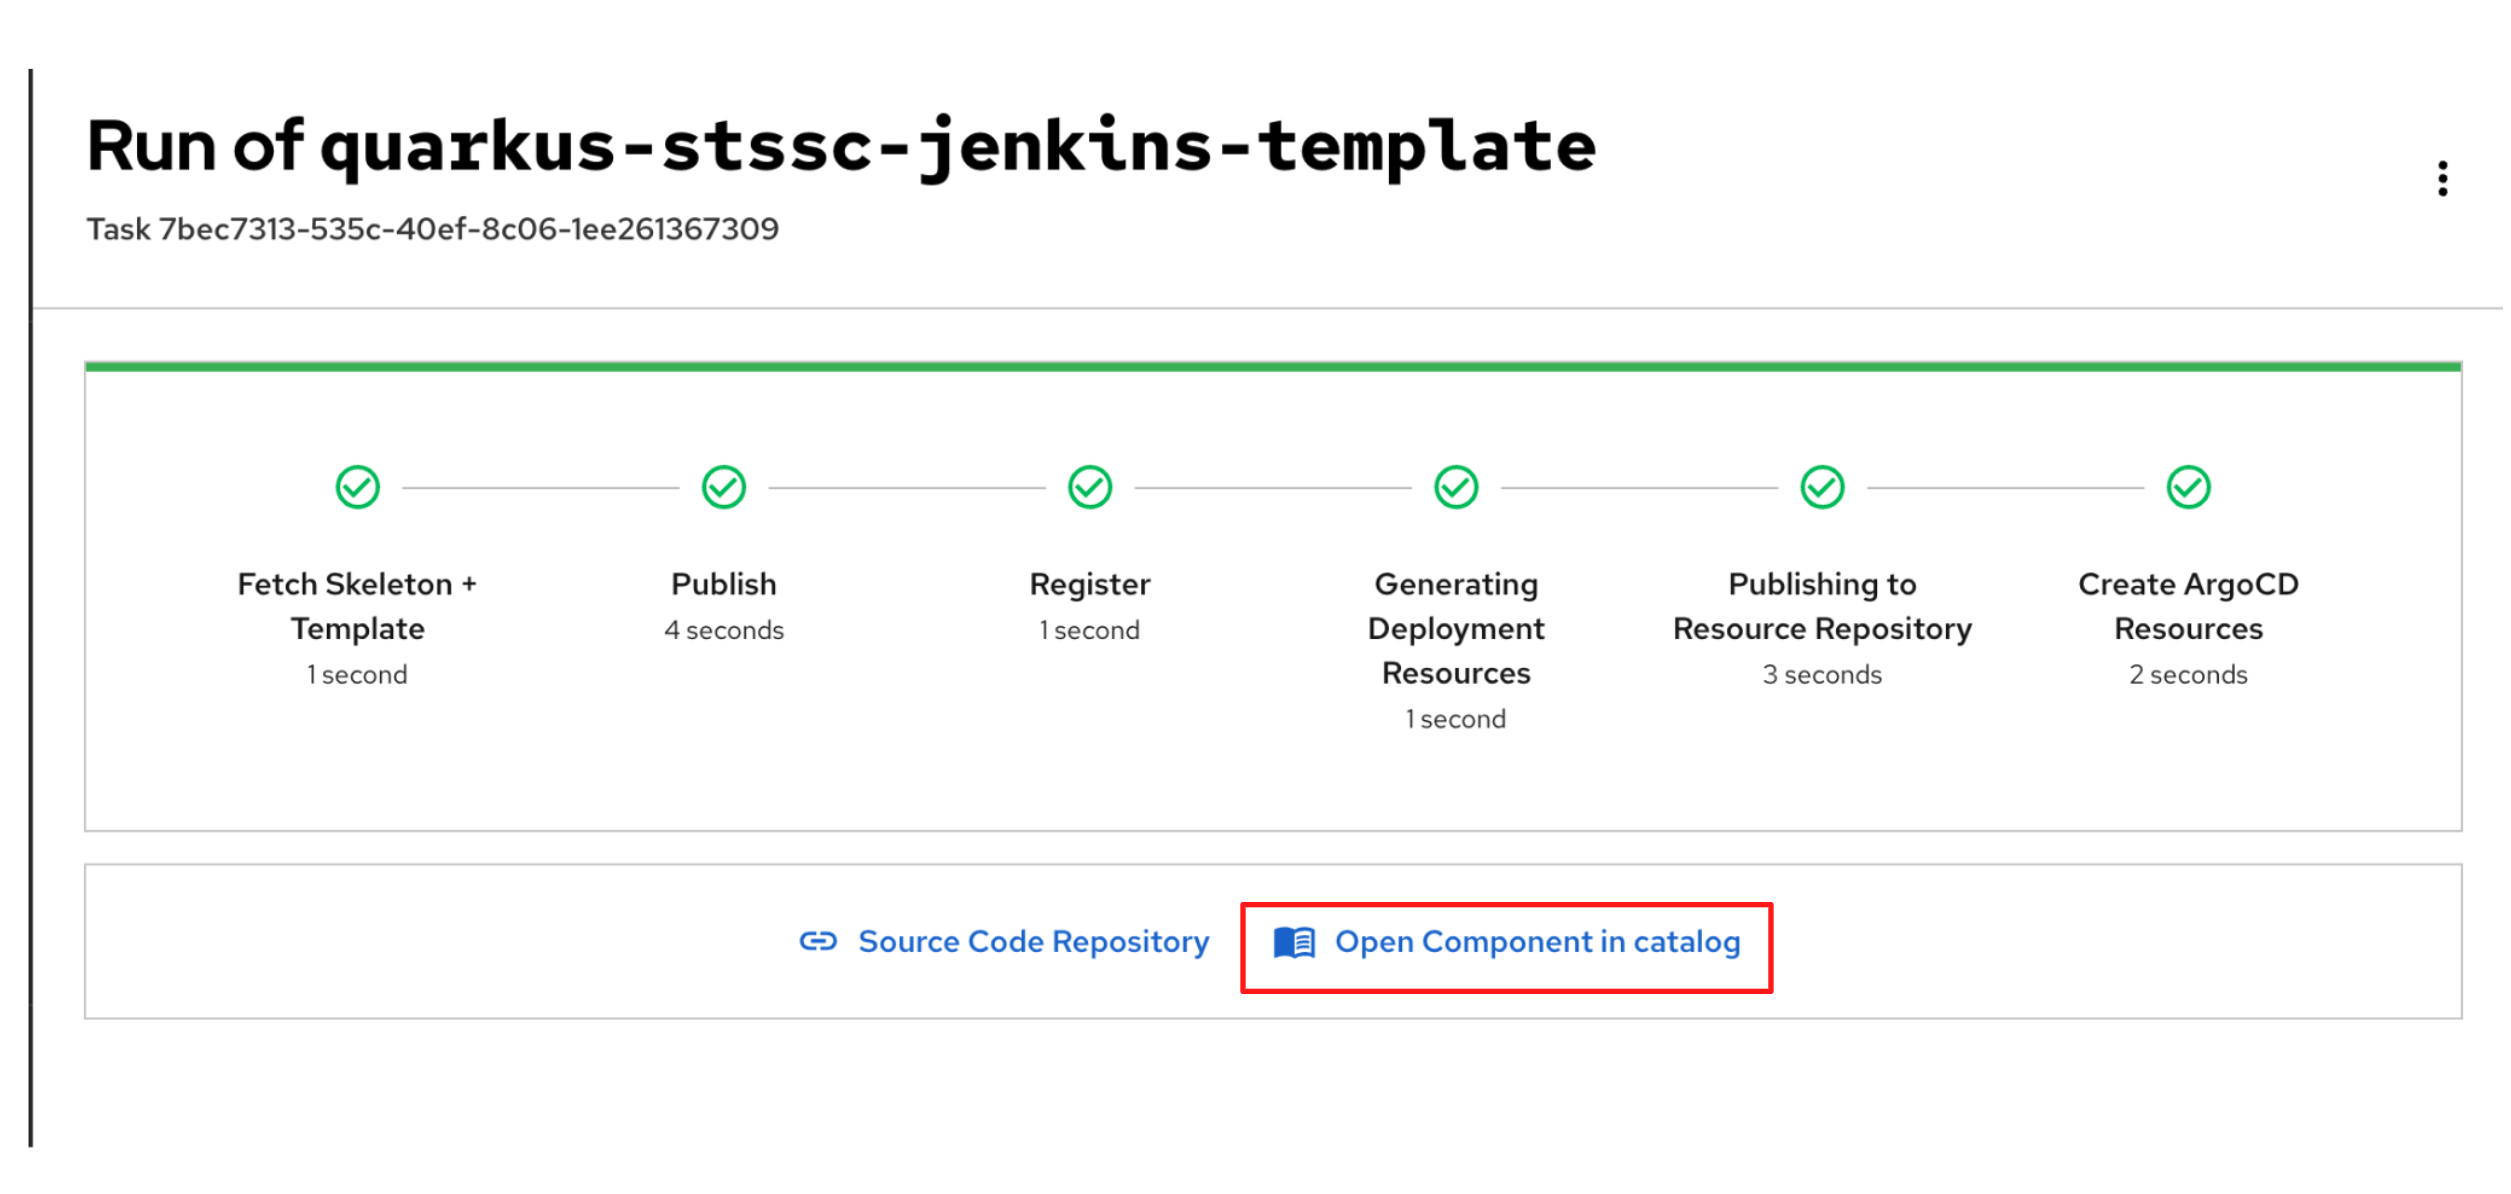 Run of quarkus-stssc-jenkins-template
Task 7bec7313-535c-40ef-8c06-1ee261367309
Fetch Skeleton +
Template
1 second
Publish
4 seconds
Register
1 second
Generating
Deployment
Resources
1 second
Publishing to
Resource Repository
3 seconds
Create ArgoCD
Resources
2 seconds
Source Code Repository
Open Component in catalog